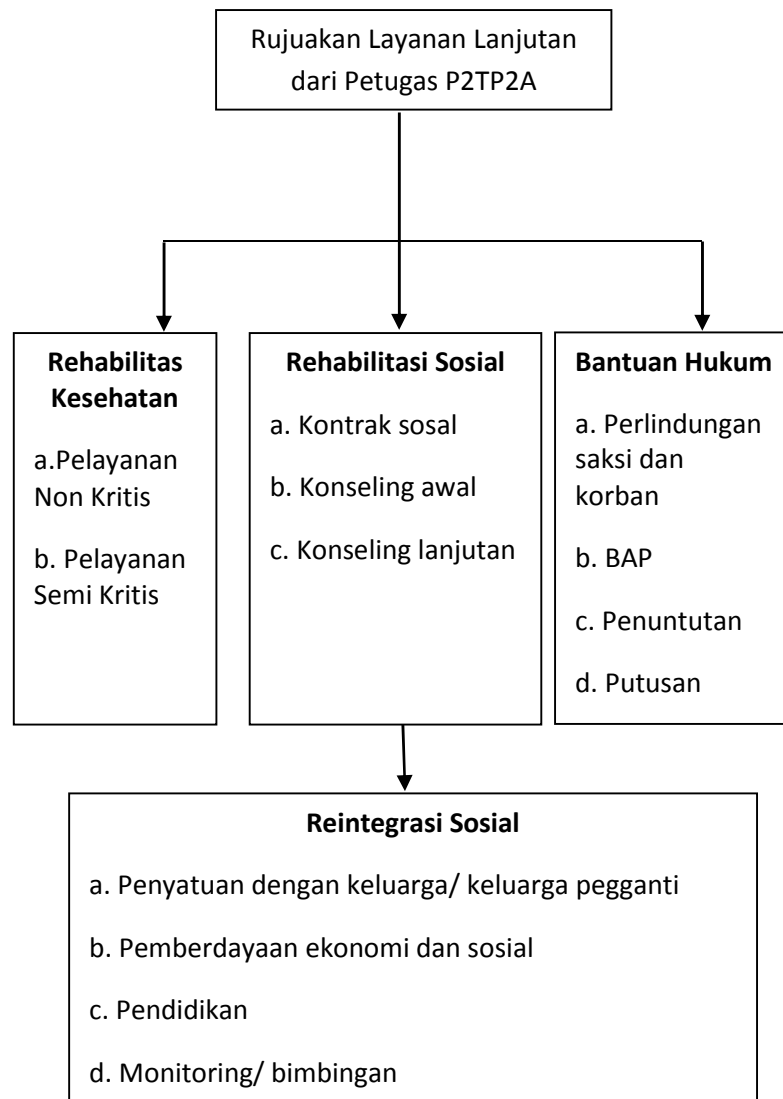 Rujuakan Layanan Lanjutan
dari Petugas P2TP2A
Rehabilitas
Kesehatan
a.Pelayanan
Non Kritis
b. Pelayanan
Semi Kritis
Rehabilitasi Sosial
a. Kontrak sosal
b. Konseling awal
c. Konseling lanjutan
Bantuan Hukum
a. Perlindungan
saksi dan
korban
b. BAP
c. Penuntutan
d. Putusan
Reintegrasi Sosial
a. Penyatuan dengan keluarga/ keluarga pegganti
b. Pemberdayaan ekonomi dan sosial
c. Pendidikan
d. Monitoring/ bimbingan